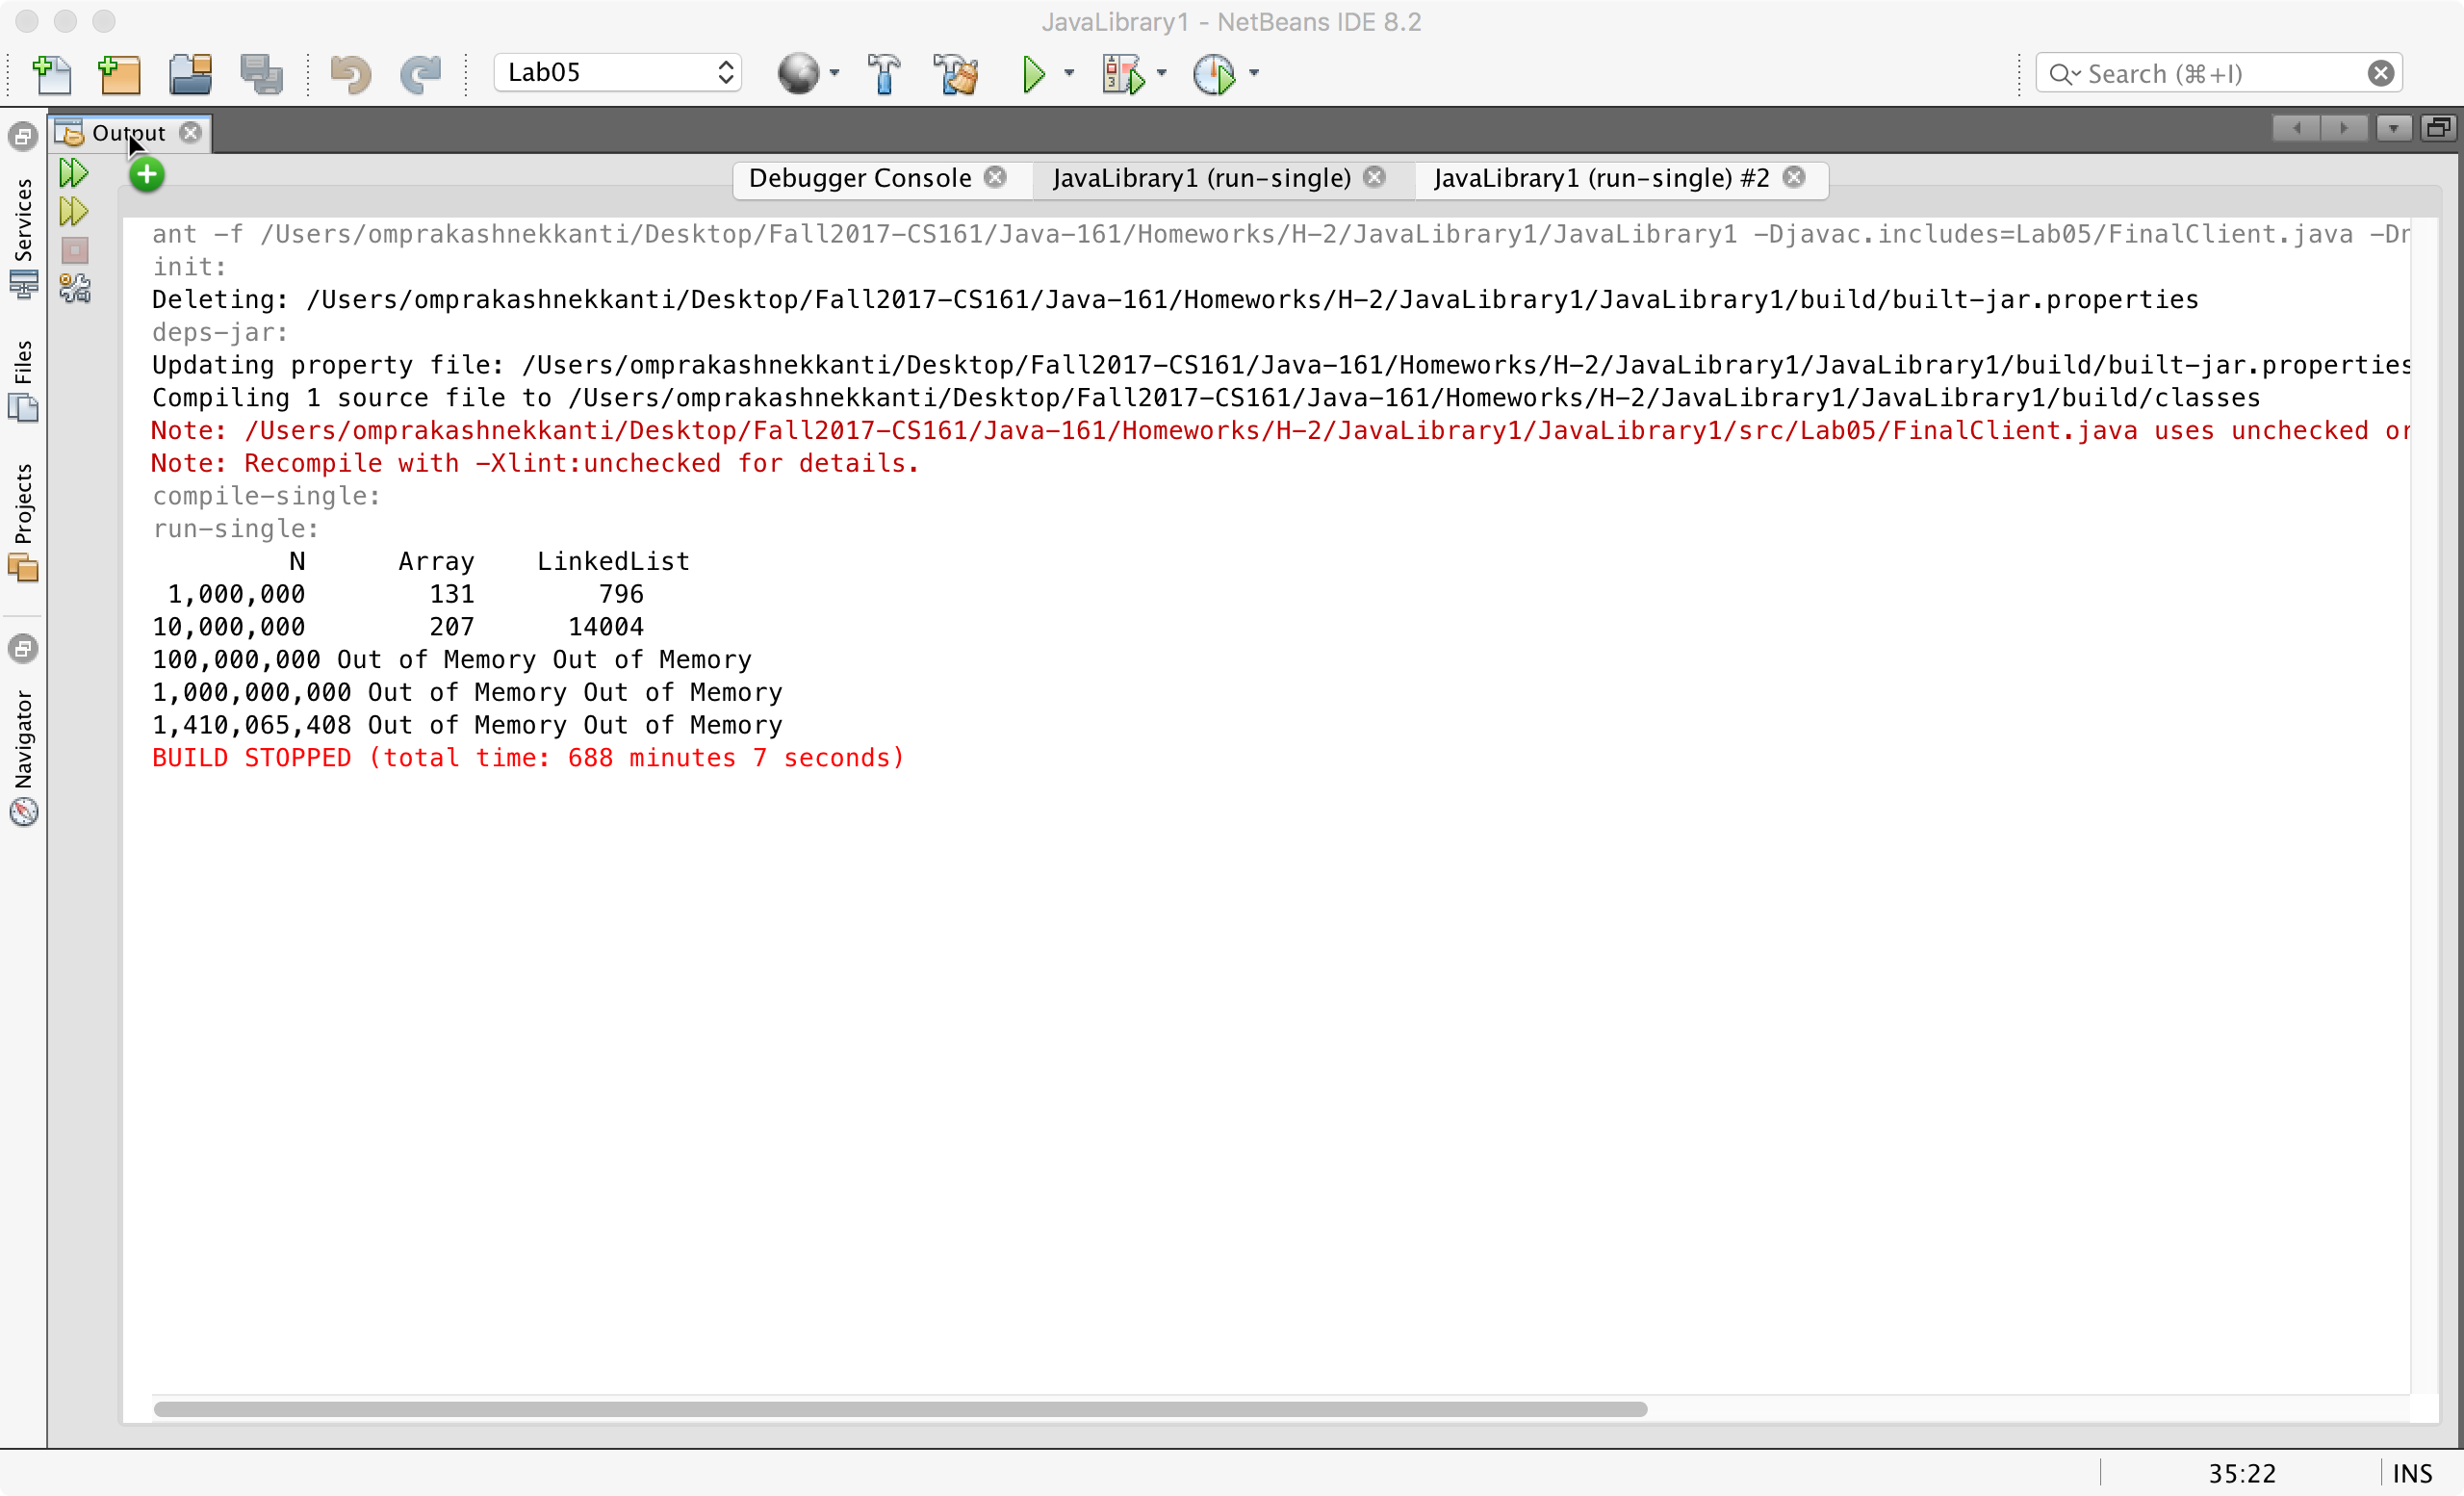 JavaLibrary1 - NetBeans IDE 8.2
Lab05
Search (⌘+I)
Output
Debugger Console
JavaLibrary1 (run-single)
JavaLibrary1 (run-single) #2
Services
Files
Projects
Navigator
ant -f /Users/omprakashnekkanti/Desktop/Fall2017-CS161/Java-161/Homeworks/H-2/JavaLibrary1/JavaLibrary1 -Djavac.includes=Lab05/FinalClient.java -Dr
init:
Deleting: /Users/omprakashnekkanti/Desktop/Fall2017-CS161/Java-161/Homeworks/H-2/JavaLibrary1/JavaLibrary1/build/built-jar.properties
deps-jar:
Updating property file: /Users/omprakashnekkanti/Desktop/Fall2017-CS161/Java-161/Homeworks/H-2/JavaLibrary1/JavaLibrary1/build/built-jar.properties
Compiling 1 source file to /Users/omprakashnekkanti/Desktop/Fall2017-CS161/Java-161/Homeworks/H-2/JavaLibrary1/JavaLibrary1/build/classes
Note: /Users/omprakashnekkanti/Desktop/Fall2017-CS161/Java-161/Homeworks/H-2/JavaLibrary1/JavaLibrary1/src/Lab05/FinalClient.java uses unchecked or
Note: Recompile with -Xlint:unchecked for details.
compile-single:
run-single:
N Array LinkedList
1,000,000 131 796
10,000,000 207 14004
100,000,000 Out of Memory Out of Memory
1,000,000,000 Out of Memory Out of Memory
1,410,065,408 Out of Memory Out of Memory
BUILD STOPPED (total time: 688 minutes 7 seconds)
35:22
INS